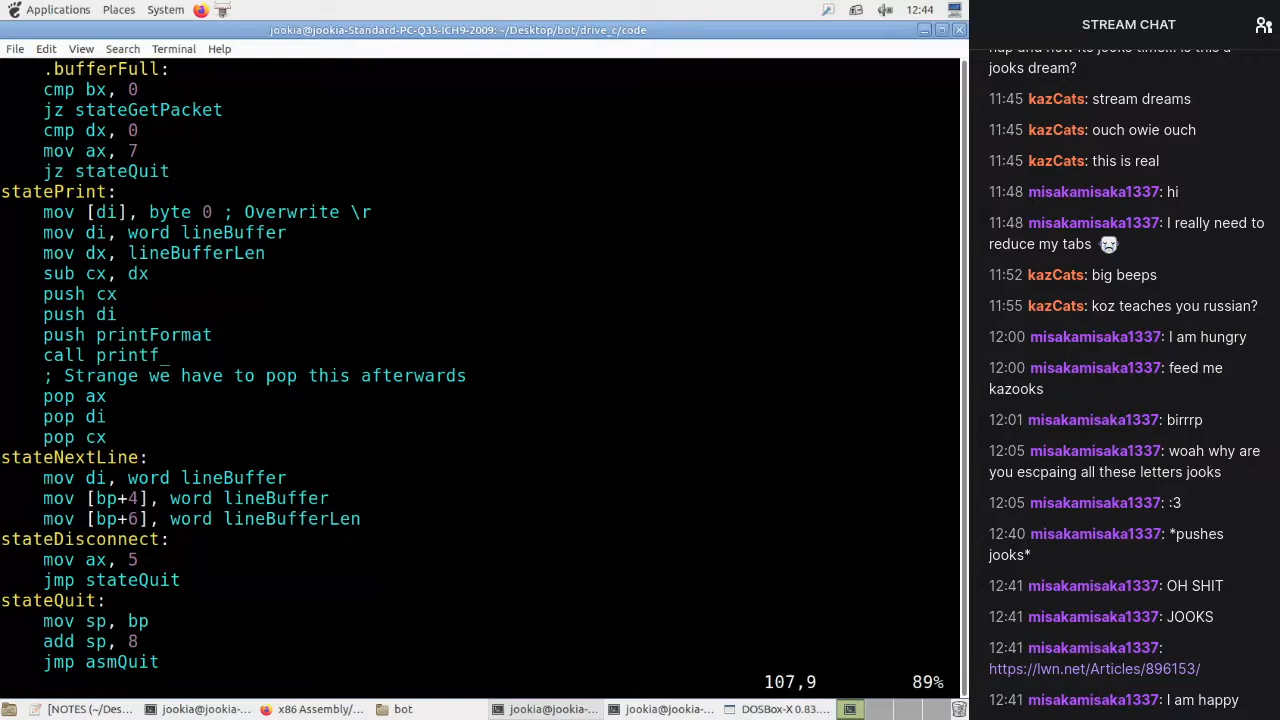 Applications Places System 12:44
jookia@jookia-Standard-PC-Q35-ICH9-2009: ~/Desktop/bot/drive_c/code
File Edit View Search Terminal Help
.bufferFull:
cmp bx, 0
jz stateGetPacket
cmp dx, 0
mov ax, 7
jz stateQuit
statePrint:
mov [di], byte 0 ; Overwrite \r
mov di, word lineBuffer
mov dx, lineBufferLen
sub cx, dx
push cx
push di
push printFormat
call printf_
; Strange we have to pop this afterwards
pop ax
pop di
pop cx
stateNextLine:
mov di, word lineBuffer
mov [bp+4], word lineBuffer
mov [bp+6], word lineBufferLen
stateDisconnect:
mov ax, 5
jmp stateQuit
stateQuit:
mov sp, bp
add sp, 8
jmp asmQuit
107,9 89%
[NOTES (~/Des... jookia@jookia-... x86 Assembly/... bot jookia@jookia-... jookia@jookia-... DOSBox-X 0.83....
STREAM CHAT
jooks dream?
11:45 kazCats: stream dreams
11:45 kazCats: ouch owie ouch
11:45 kazCats: this is real
11:48 misakamisaka1337: hi
11:48 misakamisaka1337: I really need to
reduce my tabs
11:52 kazCats: big beeps
11:55 kazCats: koz teaches you russian?
12:00 misakamisaka1337: I am hungry
12:00 misakamisaka1337: feed me
kazooks
12:01 misakamisaka1337: birrrp
12:05 misakamisaka1337: woah why are
you escpaing all these letters jooks
12:05 misakamisaka1337: :3
12:40 misakamisaka1337: *pushes
jooks*
12:41 misakamisaka1337: OH SHIT
12:41 misakamisaka1337: JOOKS
12:41 misakamisaka1337:
https://lwn.net/Articles/896153/
12:41 misakamisaka1337: I am happy